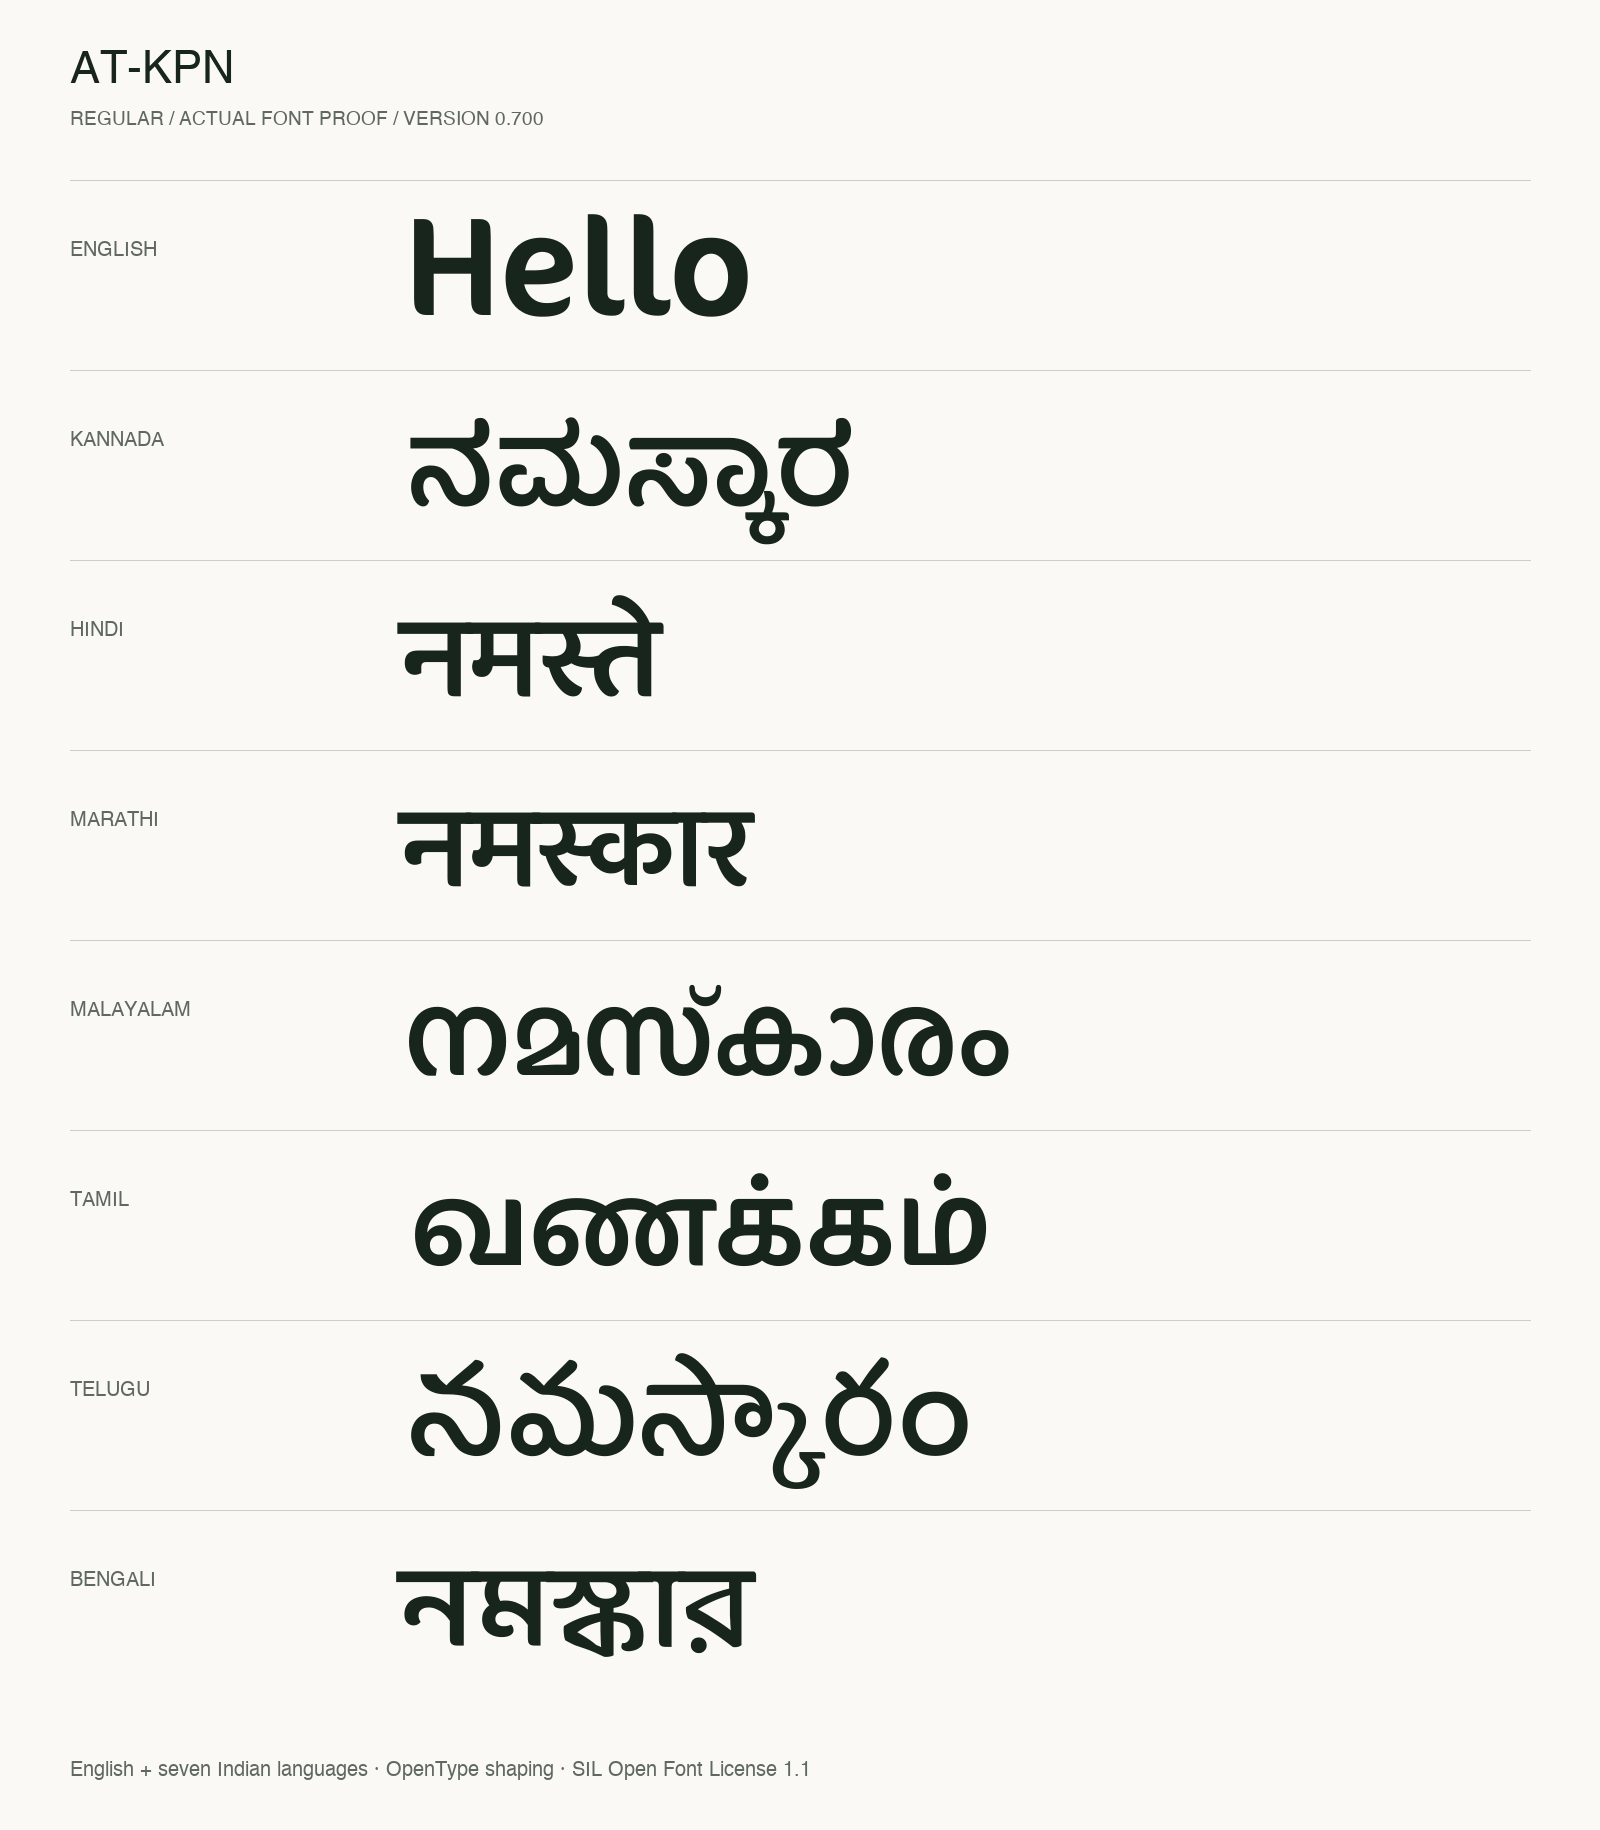 AT-KPN
REGULAR / ACTUAL FONT PROOF / VERSION 0.700
ENGLISH Hello
KANNADA ನಮಸ್ಕಾರ
HINDI नमस्ते
MARATHI नमस्कार
MALAYALAM നമസ്കാരം
TAMIL வணக்கம்
TELUGU నమస్కారం
BENGALI নমস্কার
English + seven Indian languages · OpenType shaping · SIL Open Font License 1.1